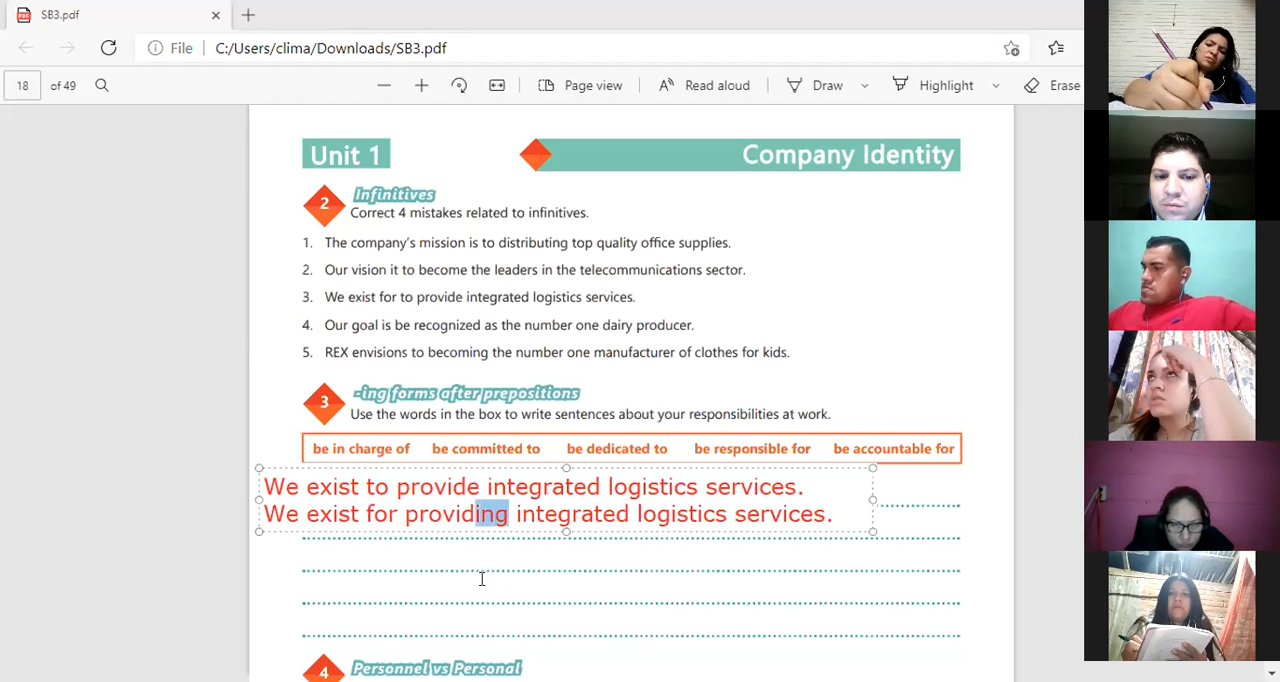 SB3.pdf
File
C:/Users/clima/Downloads/SB3.pdf
18 of 49
Page view
Read aloud
Draw
Highlight
Erase
Unit 1
Company Identity
2
Infinitives
Correct 4 mistakes related to infinitives.
1. The company's mission is to distributing top quality office supplies.
2. Our vision it to become the leaders in the telecommunications sector.
3. We exist for to provide integrated logistics services.
4. Our goal is be recognized as the number one dairy producer.
5. REX envisions to becoming the number one manufacturer of clothes for kids.
3
-ing forms after prepositions
Use the words in the box to write sentences about your responsibilities at work.
be in charge of be committed to be dedicated to be responsible for be accountable for
We exist to provide integrated logistics services.
We exist for providing integrated logistics services.
4
Personnel vs Personal